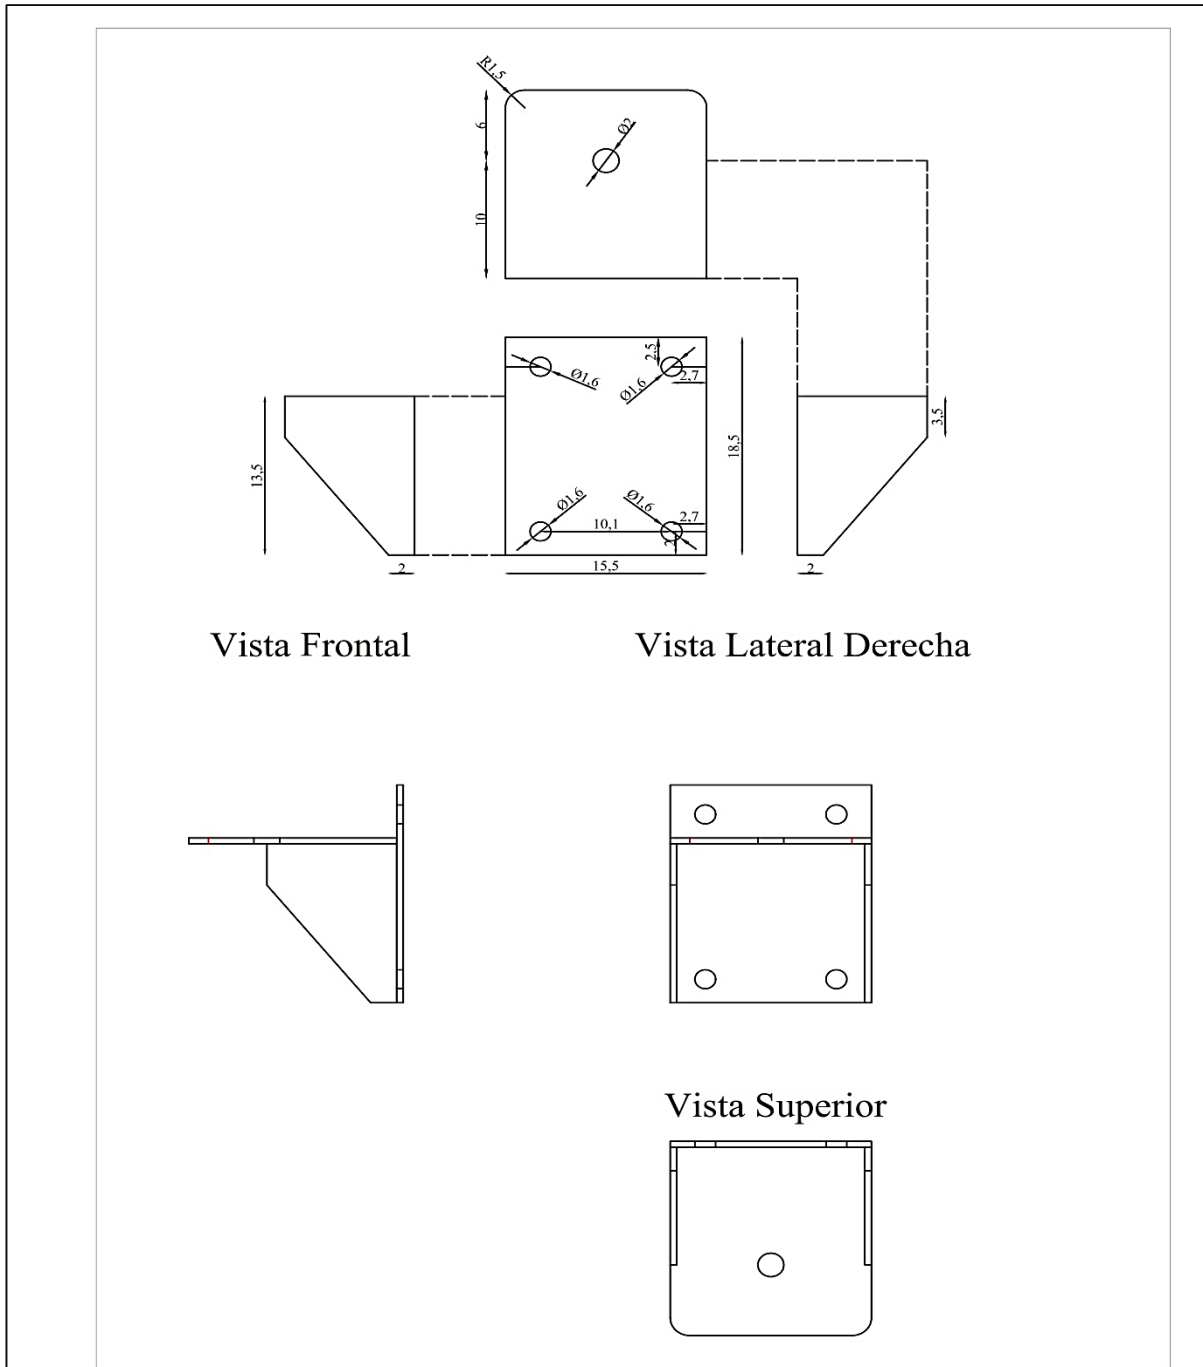 R1,5
6
Ø2
10
2,5
Ø1,6
Ø1,6
2,7
3,5
13,5
18,5
Ø1,6
Ø1,6
2,7
10,1
2
2
15,5
2
Vista Frontal
Vista Lateral Derecha
Vista Superior